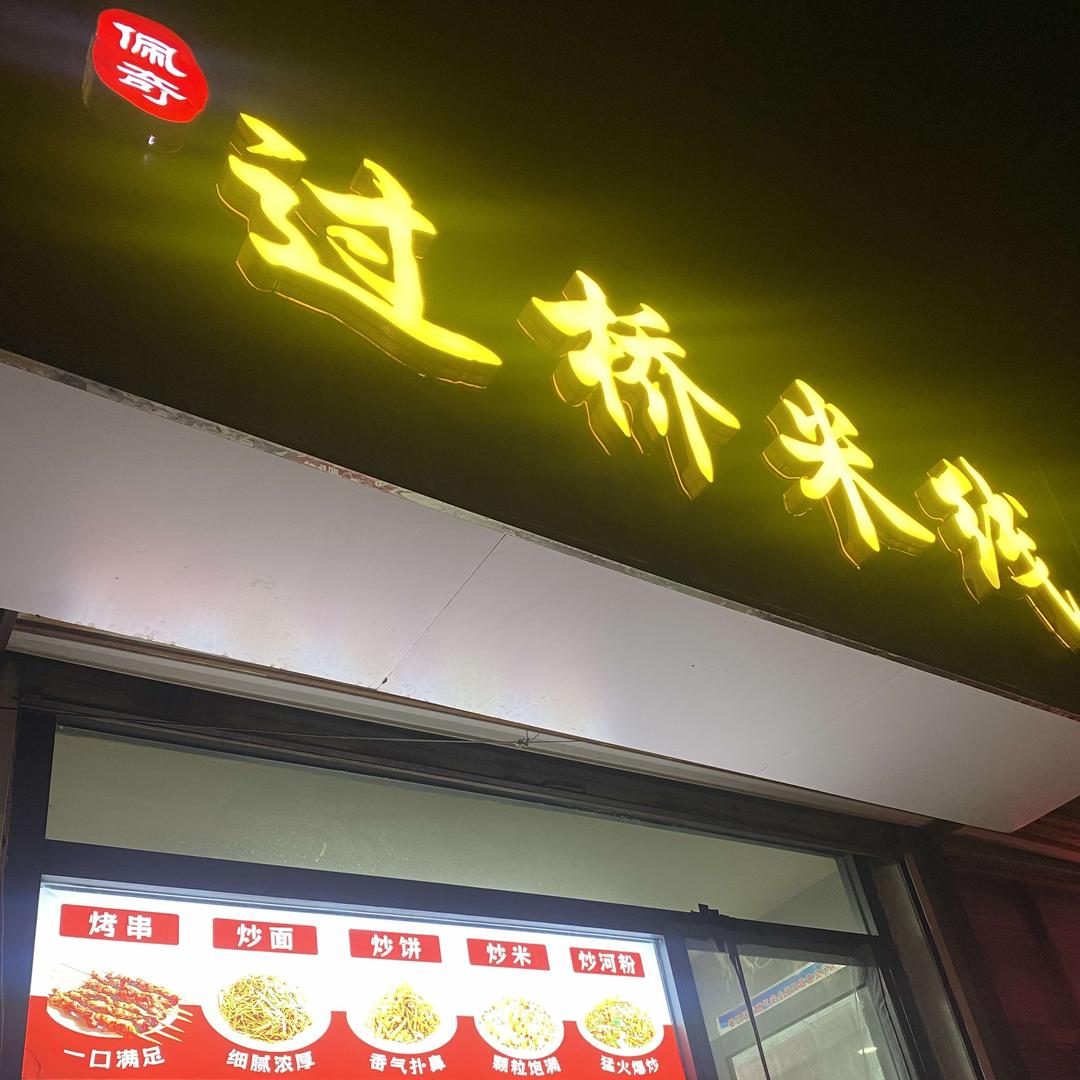 佩奇
过桥米线
烤串 炒面 炒饼 炒米 炒河粉
一口满足 细腻浓厚 香气扑鼻 颗粒饱满 猛火爆炒